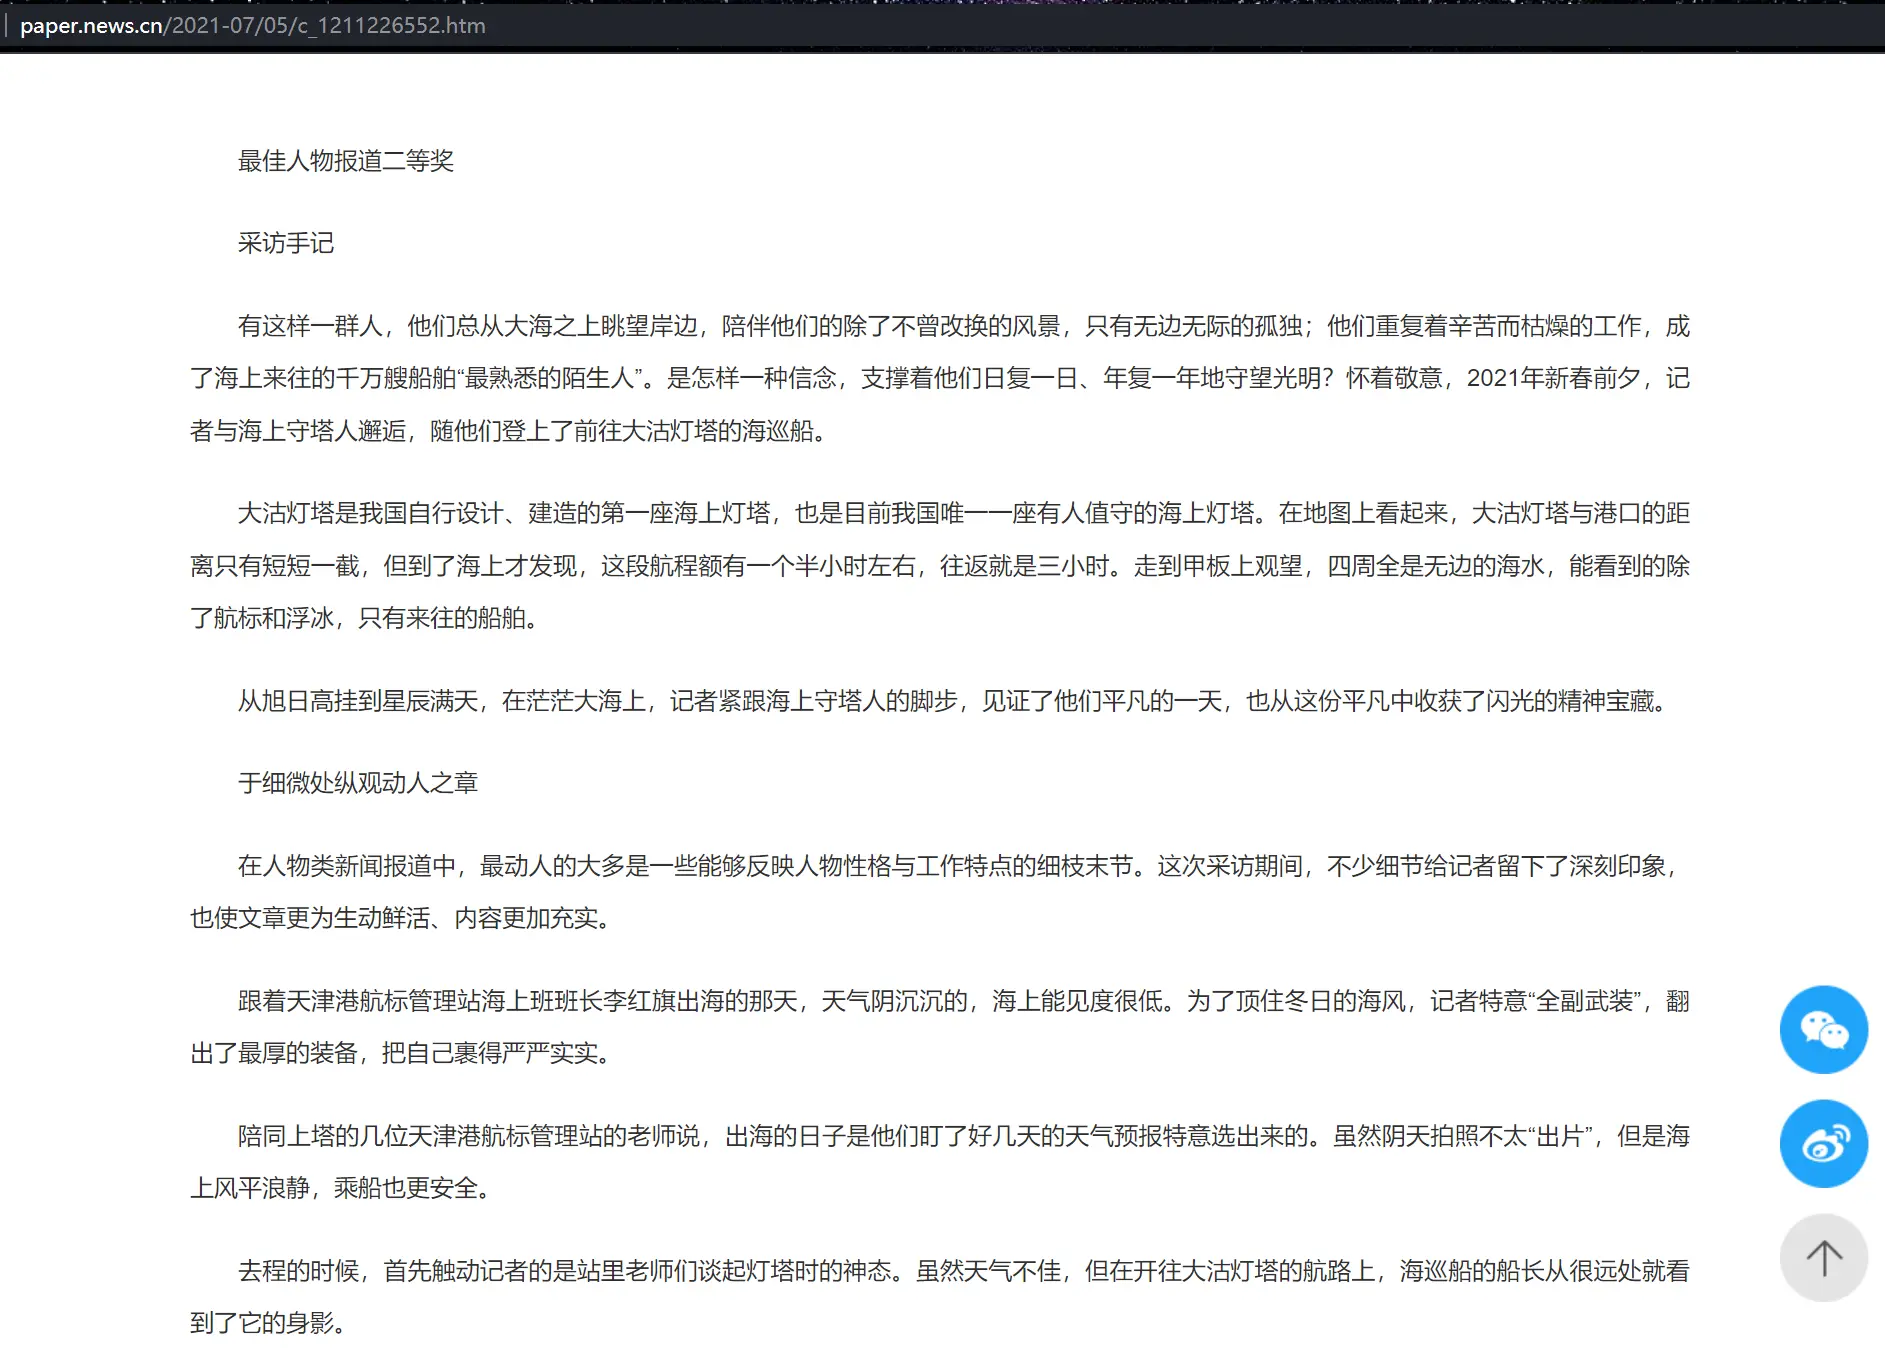 paper.news.cn/2021-07/05/c_1211226552.htm
最佳人物报道二等奖
采访手记
有这样一群人，他们总从大海之上眺望岸边，陪伴他们的除了不曾改换的风景，只有无边无际的孤独；他们重复着辛苦而枯燥的工作，成
了海上来往的千万艘船舶“最熟悉的陌生人”。是怎样一种信念，支撑着他们日复一日、年复一年地守望光明？怀着敬意，2021年新春前夕，记
者与海上守塔人邂逅，随他们登上了前往大沽灯塔的海巡船。
大沽灯塔是我国自行设计、建造的第一座海上灯塔，也是目前我国唯一一座有人值守的海上灯塔。在地图上看起来，大沽灯塔与港口的距
离只有短短一截，但到了海上才发现，这段航程额有一个半小时左右，往返就是三小时。走到甲板上观望，四周全是无边的海水，能看到的除
了航标和浮冰，只有来往的船舶。
从旭日高挂到星辰满天，在茫茫大海上，记者紧跟海上守塔人的脚步，见证了他们平凡的一天，也从这份平凡中收获了闪光的精神宝藏。
于细微处纵观动人之章
在人物类新闻报道中，最动人的大多是一些能够反映人物性格与工作特点的细枝末节。这次采访期间，不少细节给记者留下了深刻印象，
也使文章更为生动鲜活、内容更加充实。
跟着天津港航标管理站海上班班长李红旗出海的那天，天气阴沉沉的，海上能见度很低。为了顶住冬日的海风，记者特意“全副武装”，翻
出了最厚的装备，把自己裹得严严实实。
陪同上塔的几位天津港航标管理站的老师说，出海的日子是他们盯了好几天的天气预报特意选出来的。虽然阴天拍照不太“出片”，但是海
上风平浪静，乘船也更安全。
去程的时候，首先触动记者的是站里老师们谈起灯塔时的神态。虽然天气不佳，但在开往大沽灯塔的航路上，海巡船的船长从很远处就看
到了它的身影。